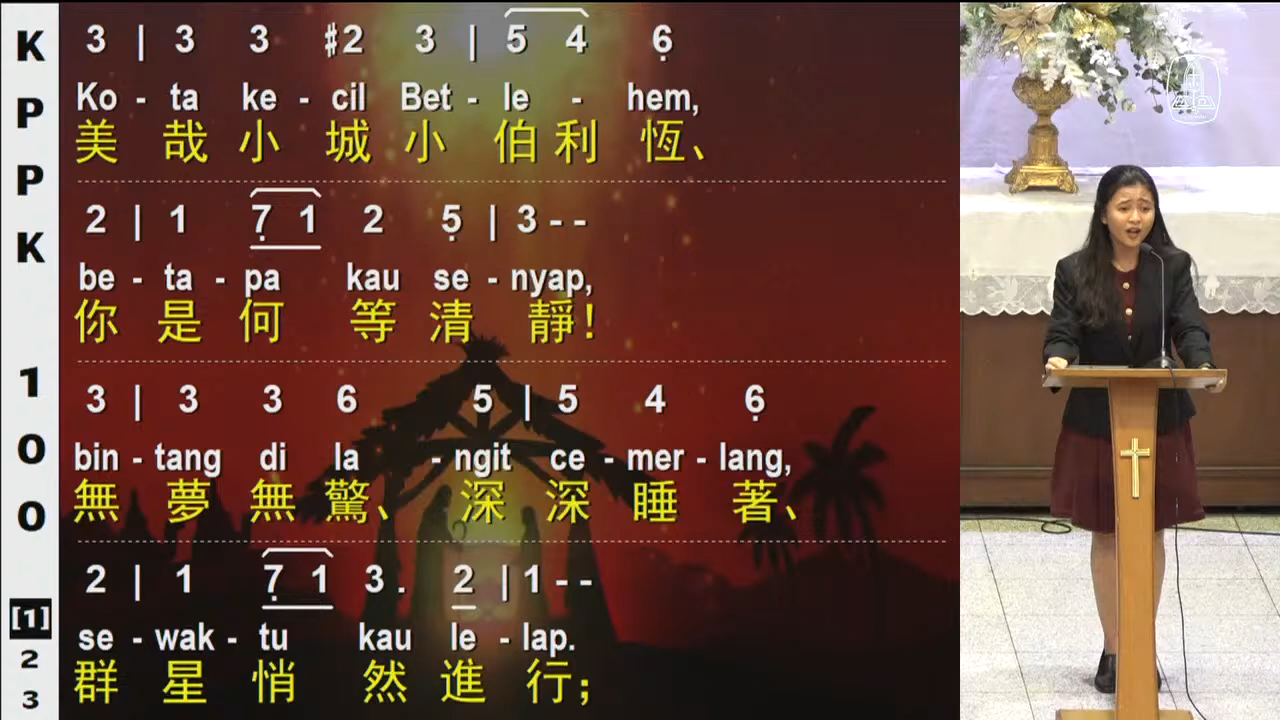 K
P
P
K
1
0
0
[1]
2
3
3 | 3 3 #2 3 | 5 4 6̣
Ko - ta ke - cil Bet - le - hem,
美 哉 小 城 小 伯 利 恆、
2 | 1 7̣ 1 2 5̣ | 3 - -
be - ta - pa kau se - nyap,
你 是 何 等 清 靜！
3 | 3 3 6 5 | 5 4 6̣
bin - tang di la - ngit ce - mer - lang,
無 夢 無 驚、 深 深 睡 著、
2 | 1 7̣ 1 3 . 2 | 1 - -
se - wak - tu kau le - lap.
群 星 悄 然 進 行；